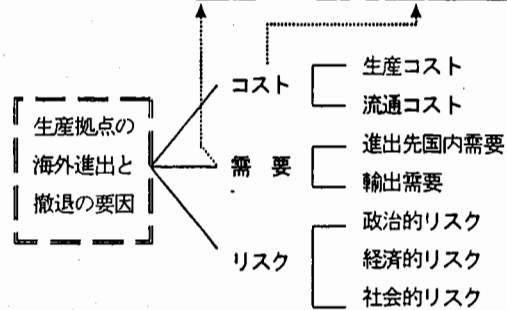 生産拠点の
海外進出と
撤退の要因
コスト
生産コスト
流通コスト
需要
進出先国内需要
輸出需要
リスク
政治的リスク
経済的リスク
社会的リスク